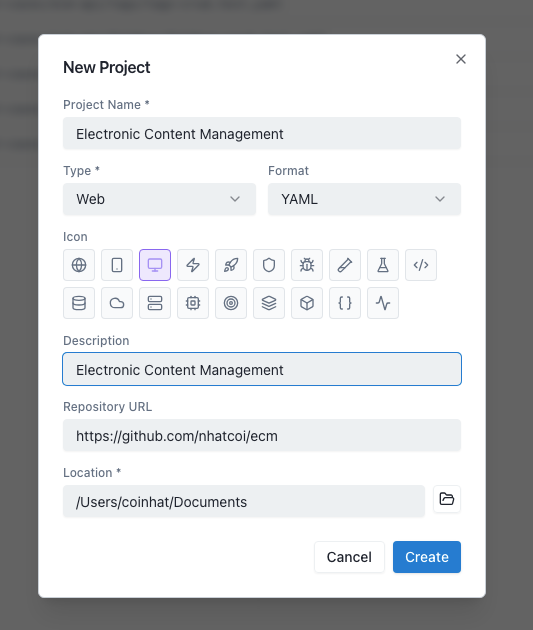 New Project
Project Name *
Electronic Content Management
Type *
Format
Web
YAML
Icon
Description
Electronic Content Management
Repository URL
https://github.com/nhatcoi/ecm
Location *
/Users/coinhat/Documents
Cancel
Create